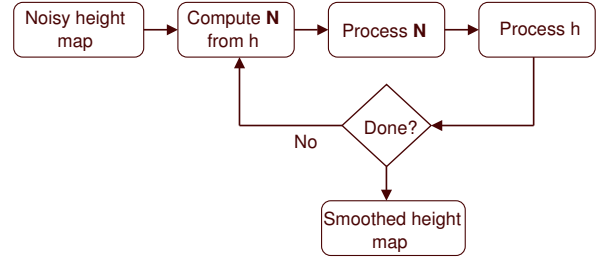 Noisy height
map
Compute N
from h
Process N
Process h
Done?
No
Smoothed height
map